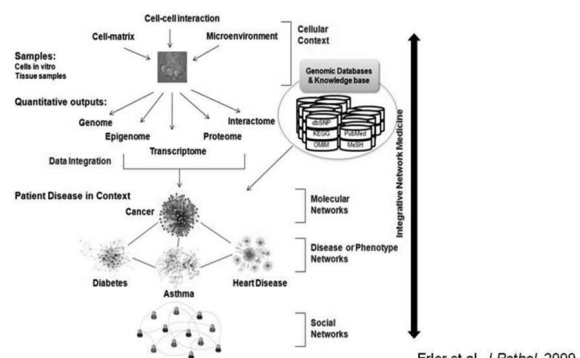 Cell-cell interaction
Cell-matrix
Microenvironment
Cellular
Context
Samples:
Cells in vitro
Tissue samples
Genomic Databases
& Knowledge base
Quantitative outputs:
Genome
Interactome
Epigenome
Proteome
Transcriptome
dbSNP
KEGG
PubMed
OMIM
MeSH
Data Integration
Integrative Network Medicine
Patient Disease in Context
Cancer
Molecular
Networks
Disease or Phenotype
Networks
Diabetes
Heart Disease
Asthma
Social
Networks
Erler et al., J Pathol, 2009